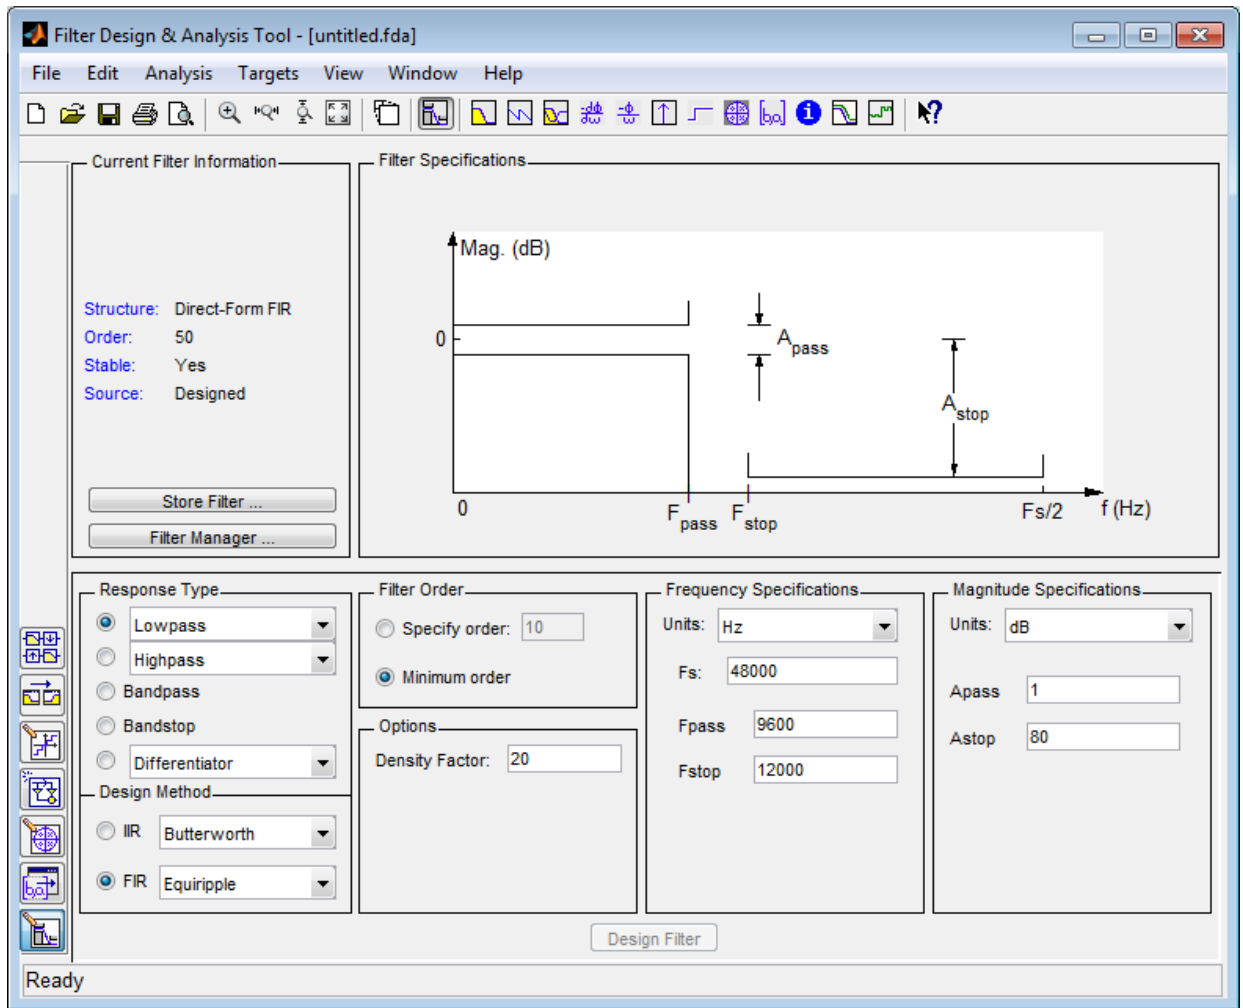 Filter Design & Analysis Tool - [untitled.fda]
File Edit Analysis Targets View Window Help
Current Filter Information
Structure: Direct-Form FIR
Order: 50
Stable: Yes
Source: Designed
Store Filter ...
Filter Manager ...
Filter Specifications
Mag. (dB)
0
Apass
Astop
0 Fpass Fstop Fs/2 f (Hz)
Response Type
Lowpass
Highpass
Bandpass
Bandstop
Differentiator
Design Method
IIR Butterworth
FIR Equiripple
Filter Order
Specify order: 10
Minimum order
Options
Density Factor: 20
Frequency Specifications
Units: Hz
Fs: 48000
Fpass 9600
Fstop 12000
Magnitude Specifications
Units: dB
Apass 1
Astop 80
Design Filter
Ready